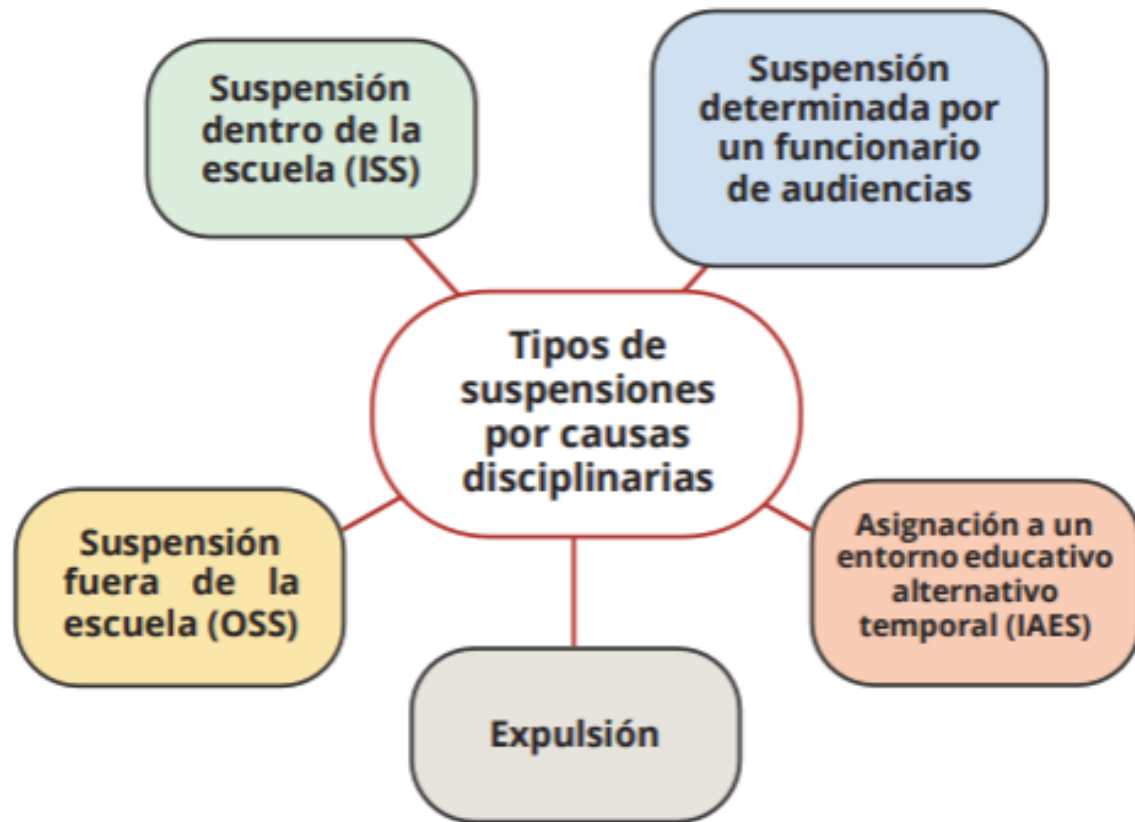 Suspensión
dentro de la
escuela (ISS)
Suspensión
determinada por
un funcionario
de audiencias
Tipos de
suspensiones
por causas
disciplinarias
Suspensión
fuera de la
escuela (OSS)
Asignación a un
entorno educativo
alternativo
temporal (IAES)
Expulsión